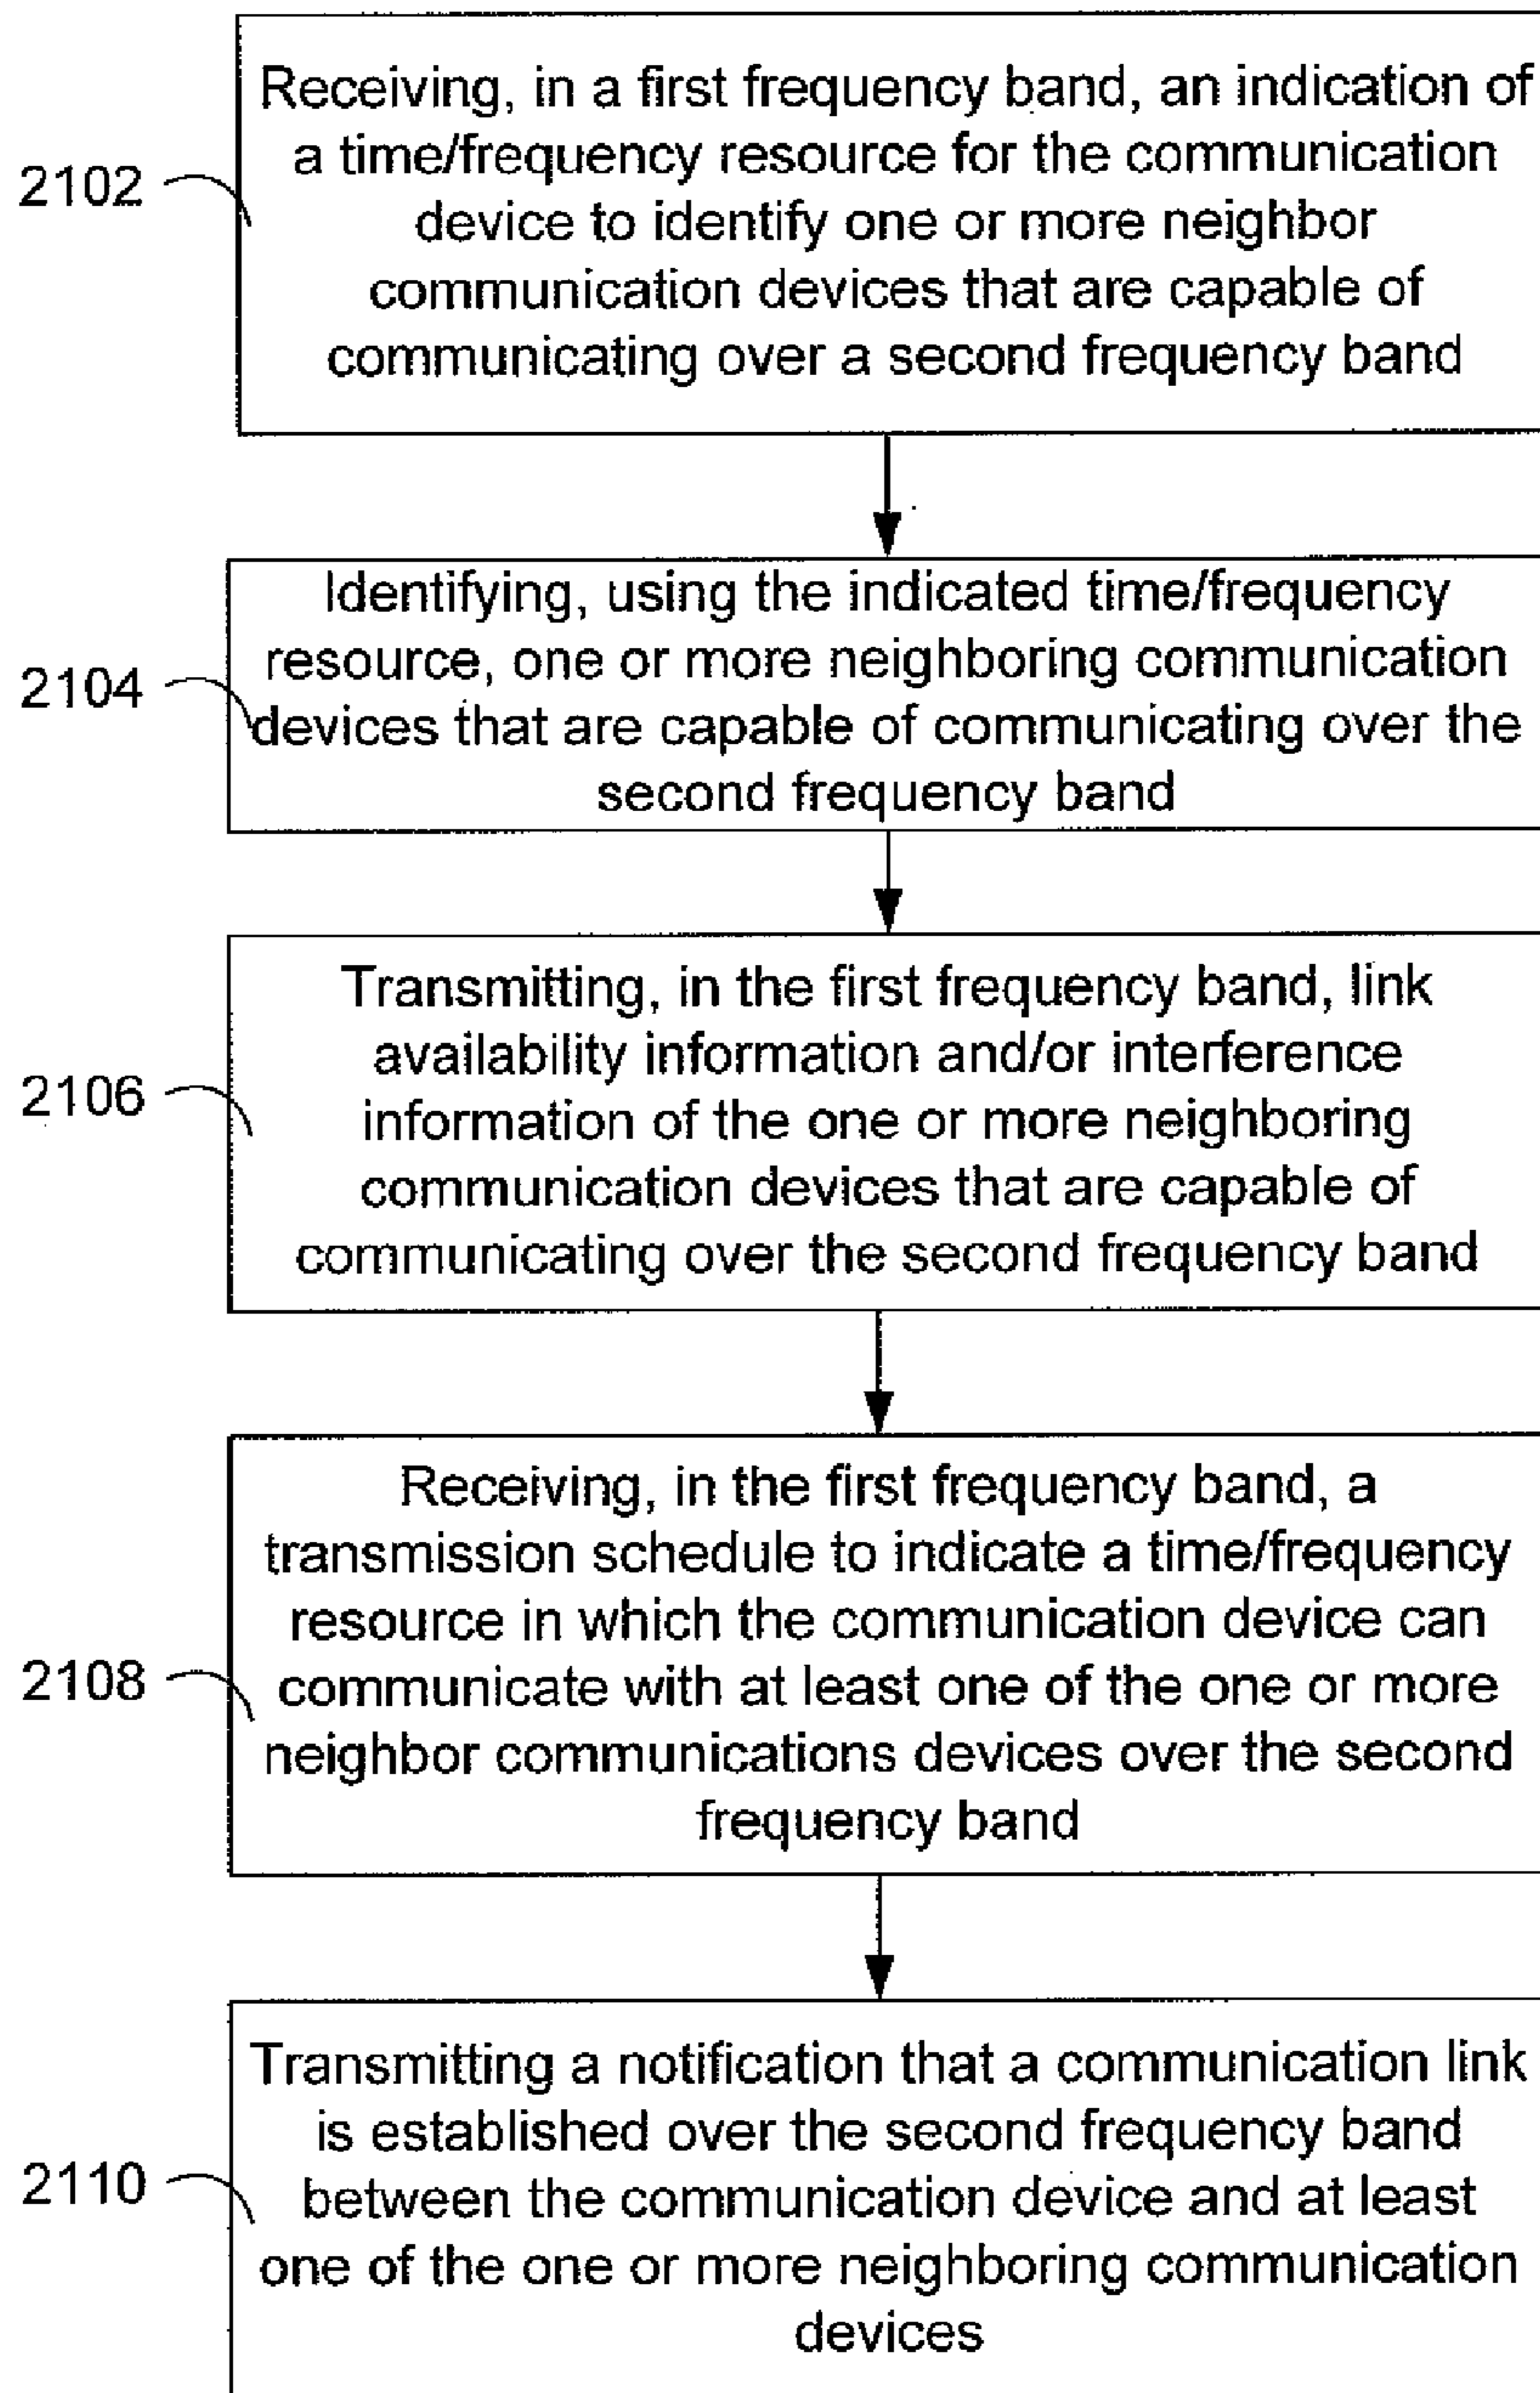 Receiving, in a first frequency band, an indication of
a time/frequency resource for the communication
device to identify one or more neighbor
communication devices that are capable of
communicating over a second frequency band
2102
Identifying, using the indicated time/frequency
resource, one or more neighboring communication
devices that are capable of communicating over the
second frequency band
2104
Transmitting, in the first frequency band, link
availability information and/or interference
information of the one or more neighboring
communication devices that are capable of
communicating over the second frequency band
2106
Receiving, in the first frequency band, a
transmission schedule to indicate a time/frequency
resource in which the communication device can
communicate with at least one of the one or more
neighbor communications devices over the second
frequency band
2108
Transmitting a notification that a communication link
is established over the second frequency band
between the communication device and at least
one of the one or more neighboring communication
devices
2110